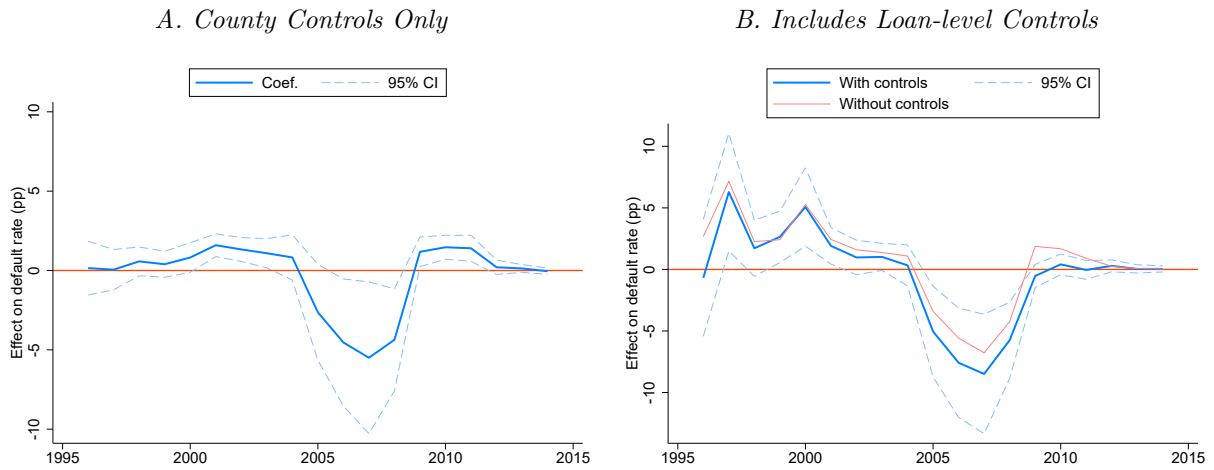 A. County Controls Only
Coef.
95% CI
Effect on default rate (pp)
10
5
0
-5
-10
1995
2000
2005
2010
2015
B. Includes Loan-level Controls
With controls
95% CI
Without controls
Effect on default rate (pp)
10
5
0
-5
-10
1995
2000
2005
2010
2015